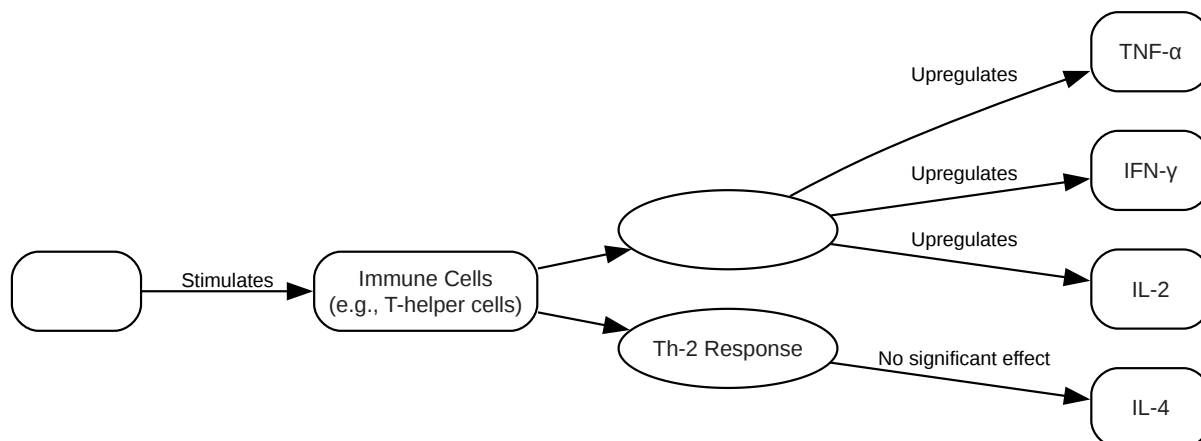 TNF-α
Upregulates
IFN-γ
Upregulates
Upregulates
Stimulates
Immune Cells
(e.g., T-helper cells)
IL-2
Th-2 Response
No significant effect
IL-4